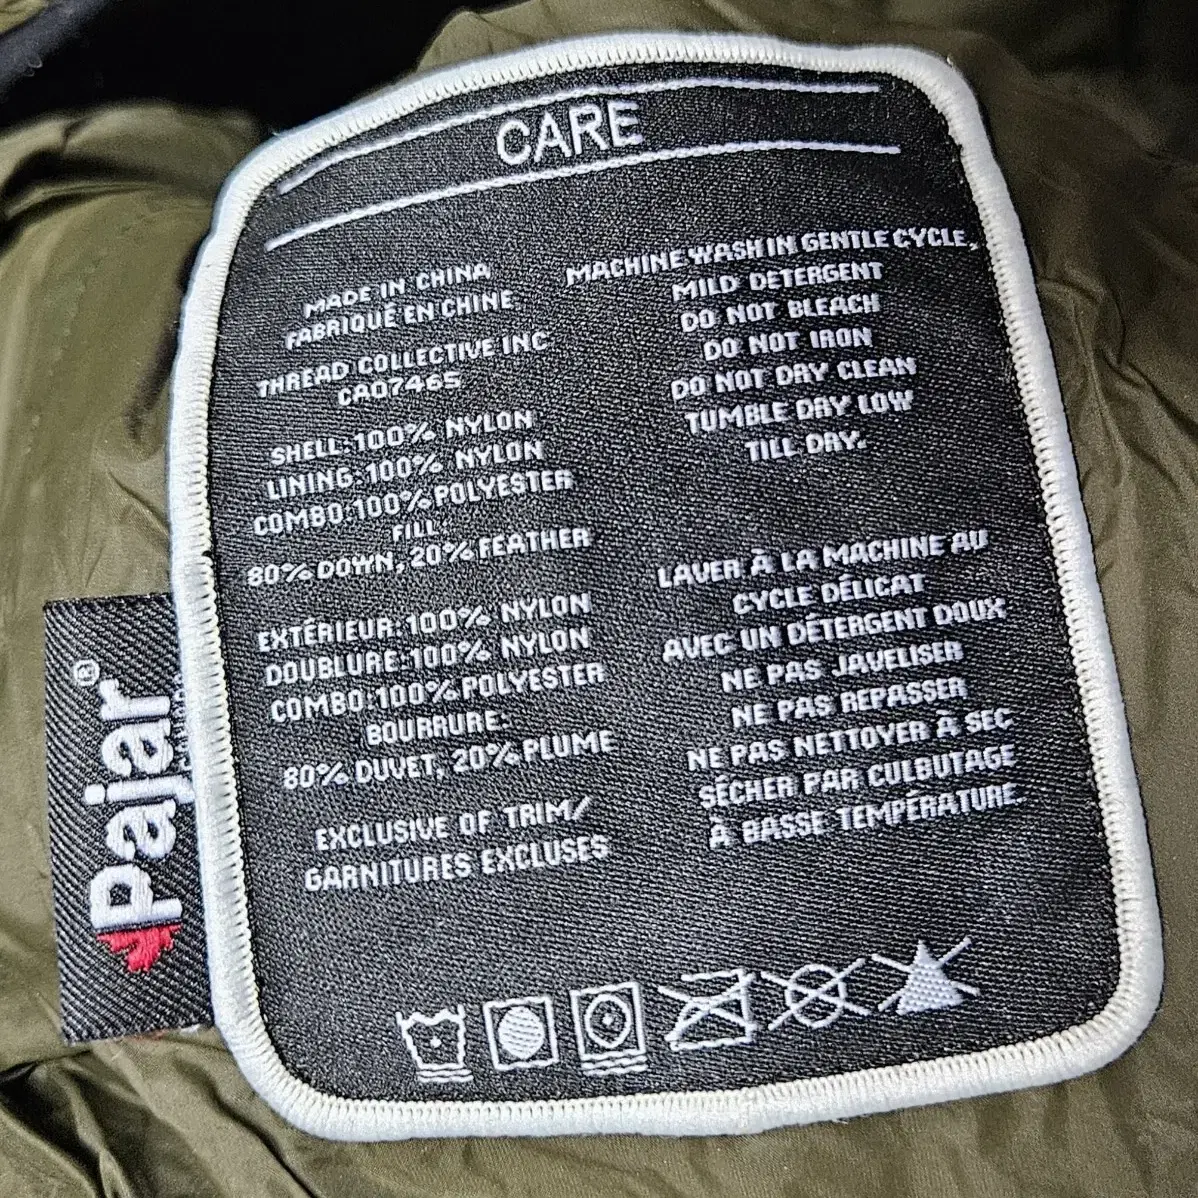 CARE
MADE IN CHINA
FABRIQUÉ EN CHINE
THREAD COLLECTIVE INC
CA07465
SHELL:100% NYLON
LINING:100% NYLON
COMBO:100%POLYESTER
FILL:
80%DOWN, 20%FEATHER
EXTÉRIEUR:100% NYLON
DOUBLURE:100% NYLON
COMBO:100%POLYESTER
BOURRURE:
80%DUVET, 20%PLUME
EXCLUSIVE OF TRIM/
GARNITURES EXCLUSES
MACHINE WASH IN GENTLE CYCLE,
MILD DETERGENT
DO NOT BLEACH
DO NOT IRON
DO NOT DRY CLEAN
TUMBLE DRY LOW
TILL DRY.
LAVER À LA MACHINE AU
CYCLE DÉLICAT
AVEC UN DÉTERGENT DOUX
NE PAS JAVELISER
NE PAS REPASSER
NE PAS NETTOYER À SEC
SÉCHER PAR CULBUTAGE
À BASSE TEMPÉRATURE.
Pajar®